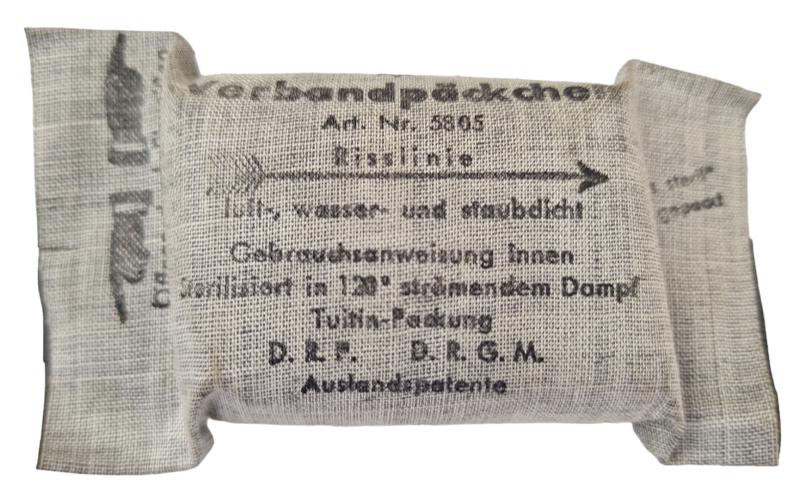 Verbandpäckchen
Art. Nr. 5805
Risslinie
luft-, wasser- und staubdicht
Gebrauchsanweisung innen
Sterilisiert in 120° strömendem Dampf
Tuitin-Packung
D. R. P. D. R. G. M.
Auslandspatente